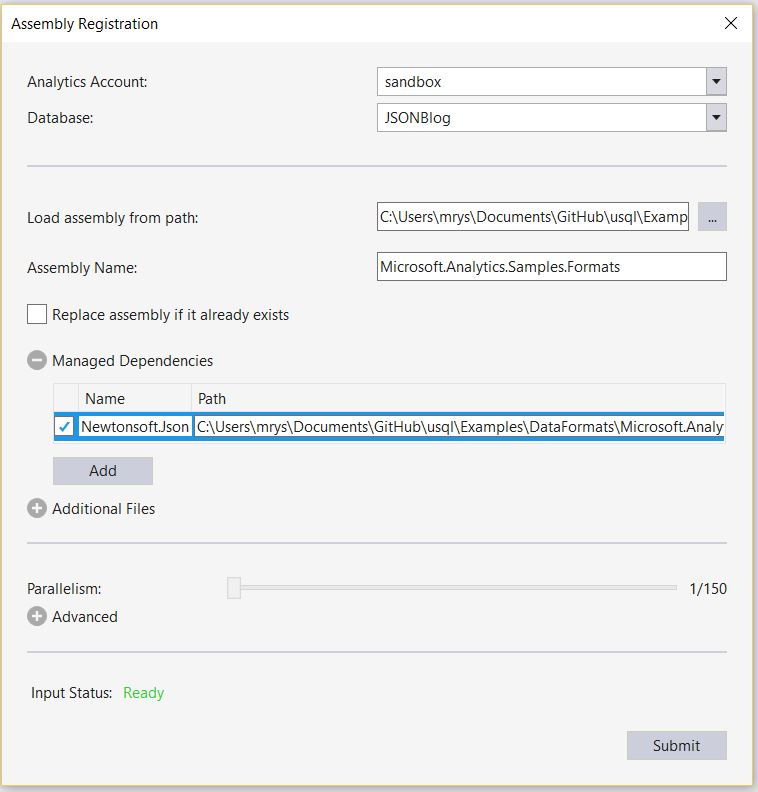 Assembly Registration
Analytics Account: sandbox
Database: JSONBlog
Load assembly from path: C:\Users\mrys\Documents\GitHub\usql\Examp ...
Assembly Name: Microsoft.Analytics.Samples.Formats
Replace assembly if it already exists
Managed Dependencies
Name Path
Newtonsoft.Json C:\Users\mrys\Documents\GitHub\usql\Examples\DataFormats\Microsoft.Analy
Add
Additional Files
Parallelism: 1/150
Advanced
Input Status: Ready
Submit